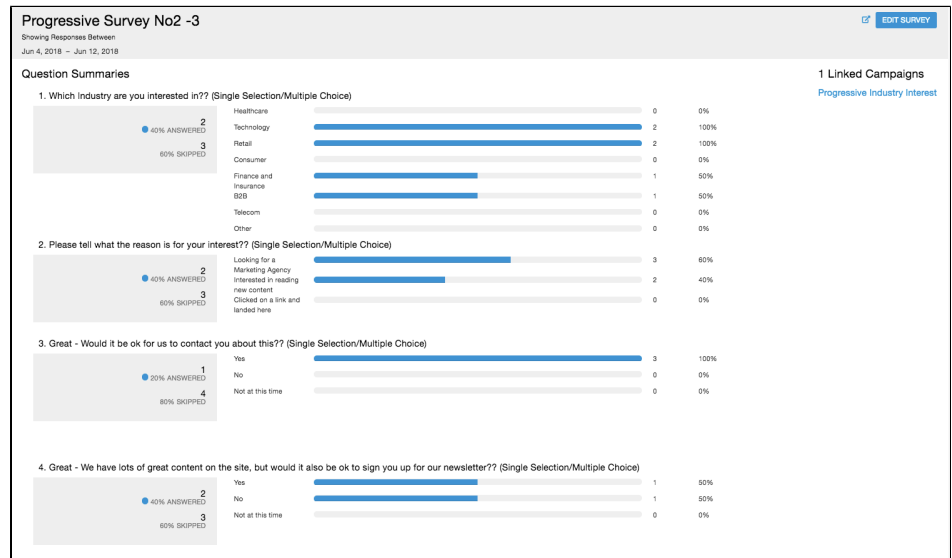 Progressive Survey No2 -3
EDIT SURVEY
Showing Responses Between
Jun 4, 2018 – Jun 12, 2018
Question Summaries
1 Linked Campaigns
Progressive Industry Interest
1. Which Industry are you interested in?? (Single Selection/Multiple Choice)
2
40% ANSWERED
3
60% SKIPPED
Healthcare 0 0%
Technology 2 100%
Retail 2 100%
Consumer 0 0%
Finance and
Insurance 1 50%
B2B 1 50%
Telecom 0 0%
Other 0 0%
2. Please tell what the reason is for your interest?? (Single Selection/Multiple Choice)
2
40% ANSWERED
3
60% SKIPPED
Looking for a
Marketing Agency 3 60%
Interested in reading
new content 2 40%
Clicked on a link and
landed here 0 0%
3. Great - Would it be ok for us to contact you about this?? (Single Selection/Multiple Choice)
1
20% ANSWERED
4
80% SKIPPED
Yes 3 100%
No 0 0%
Not at this time 0 0%
4. Great - We have lots of great content on the site, but would it also be ok to sign you up for our newsletter?? (Single Selection/Multiple Choice)
2
40% ANSWERED
3
60% SKIPPED
Yes 1 50%
No 1 50%
Not at this time 0 0%